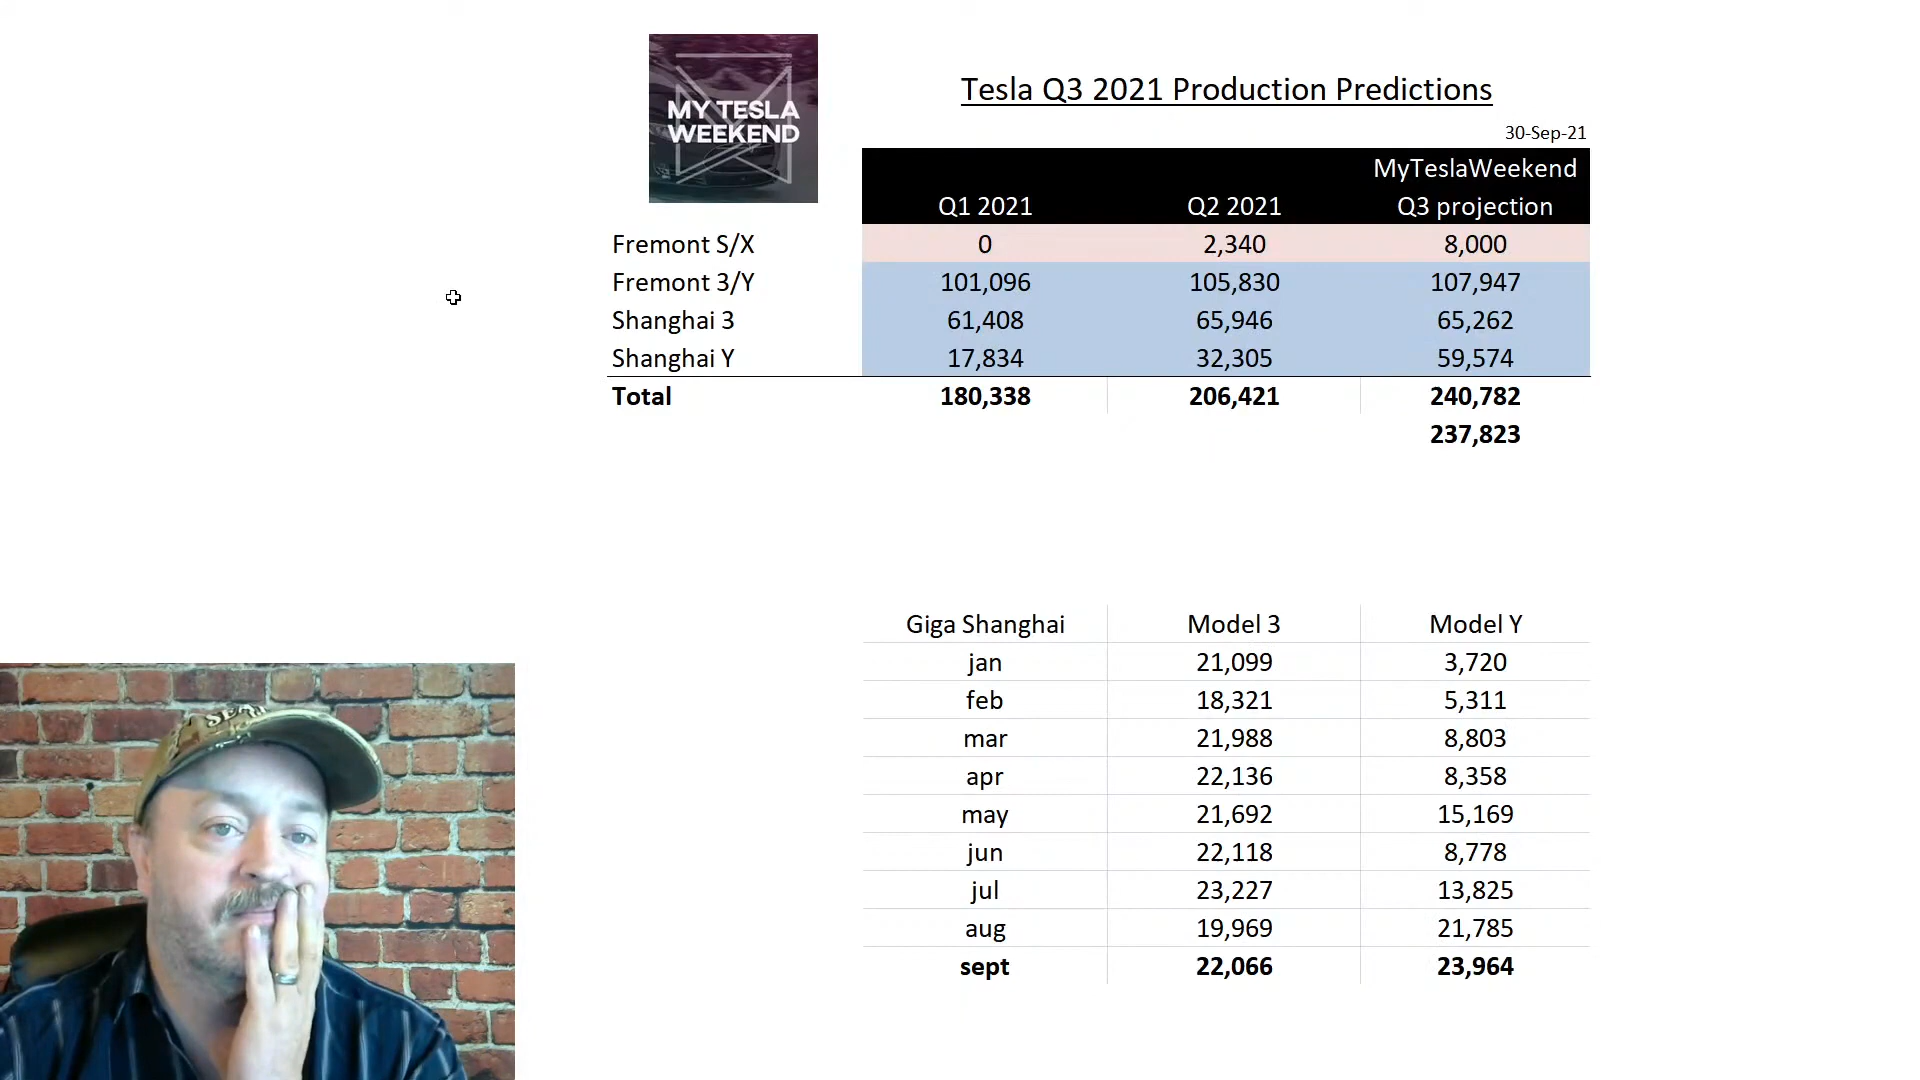 MY TESLA
WEEKEND
Tesla Q3 2021 Production Predictions
30-Sep-21
MyTeslaWeekend
Q1 2021 Q2 2021 Q3 projection
Fremont S/X 0 2,340 8,000
Fremont 3/Y 101,096 105,830 107,947
Shanghai 3 61,408 65,946 65,262
Shanghai Y 17,834 32,305 59,574
Total 180,338 206,421 240,782
237,823
Giga Shanghai Model 3 Model Y
jan 21,099 3,720
feb 18,321 5,311
mar 21,988 8,803
apr 22,136 8,358
may 21,692 15,169
jun 22,118 8,778
jul 23,227 13,825
aug 19,969 21,785
sept 22,066 23,964